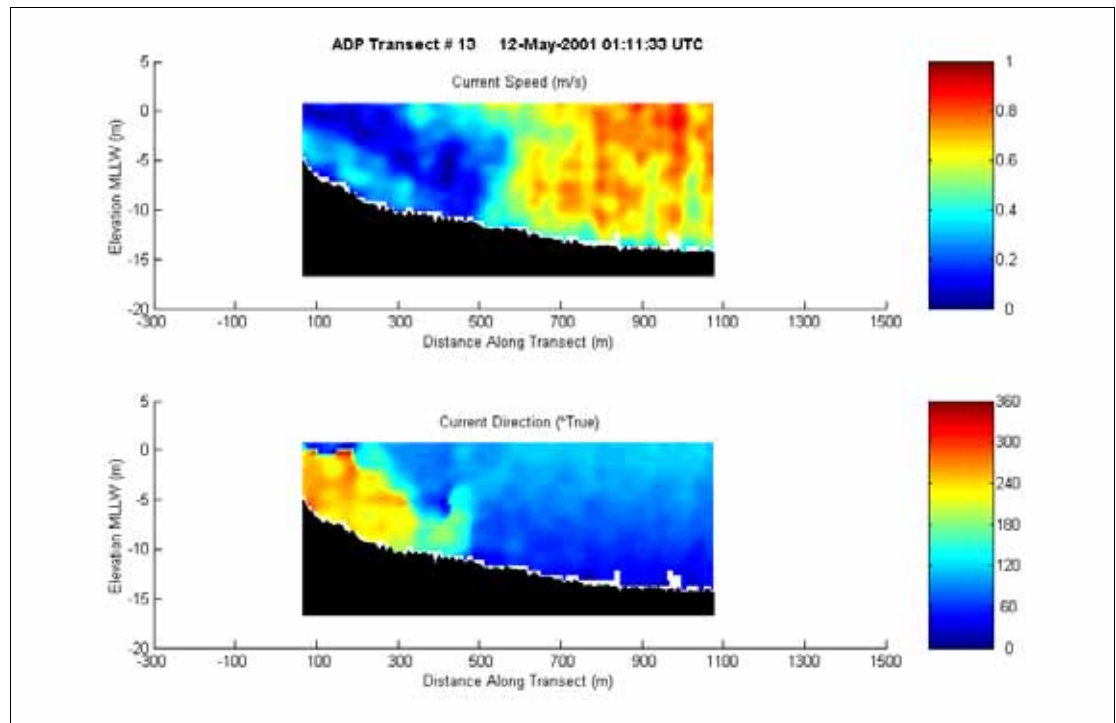 ADP Transect # 13 12-May-2001 01:11:33 UTC
Current Speed (m/s)
5
0
-5
-10
-15
-20
Elevation MLLW (m)
-300 -100 100 300 500 700 900 1100 1300 1500
Distance Along Transect (m)
1
0.8
0.6
0.4
0.2
0
Current Direction (°True)
5
0
-5
-10
-15
-20
Elevation MLLW (m)
-300 -100 100 300 500 700 900 1100 1300 1500
Distance Along Transect (m)
360
300
240
180
120
60
0